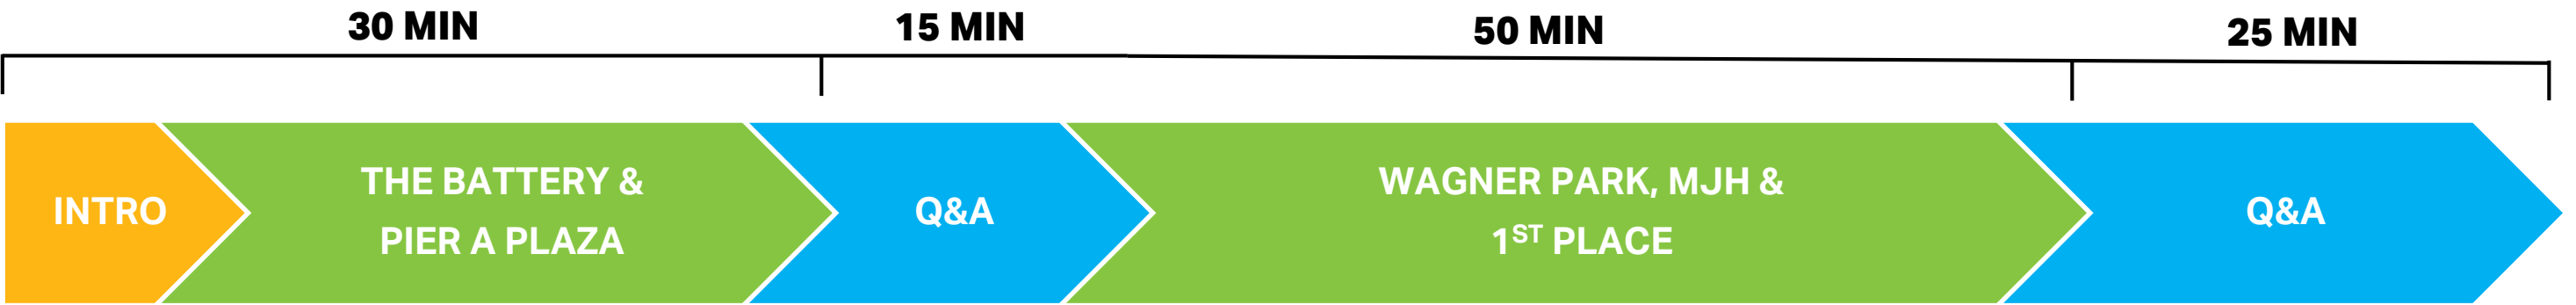 30 MIN
15 MIN
50 MIN
25 MIN
INTRO
THE BATTERY &
PIER A PLAZA
Q&A
WAGNER PARK, MJH &
1ST PLACE
Q&A